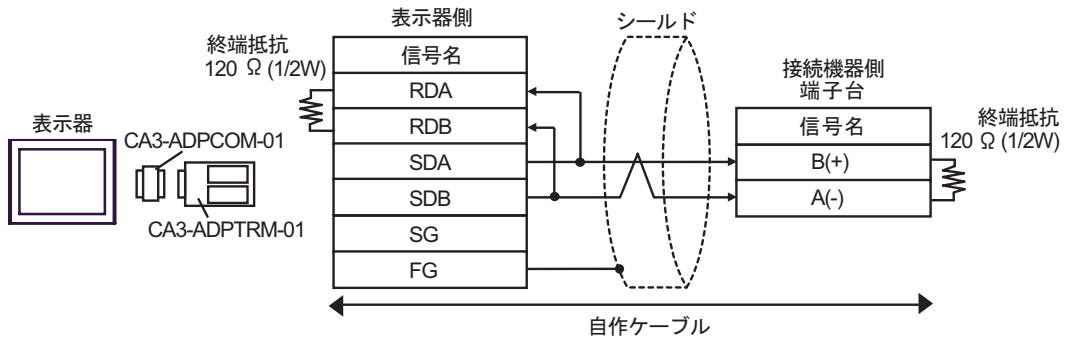 表示器
CA3-ADPCOM-01
CA3-ADPTRM-01
終端抵抗
120 Ω (1/2W)
表示器側
信号名
RDA
RDB
SDA
SDB
SG
FG
シールド
接続機器側
端子台
信号名
B(+)
A(-)
終端抵抗
120 Ω (1/2W)
自作ケーブル